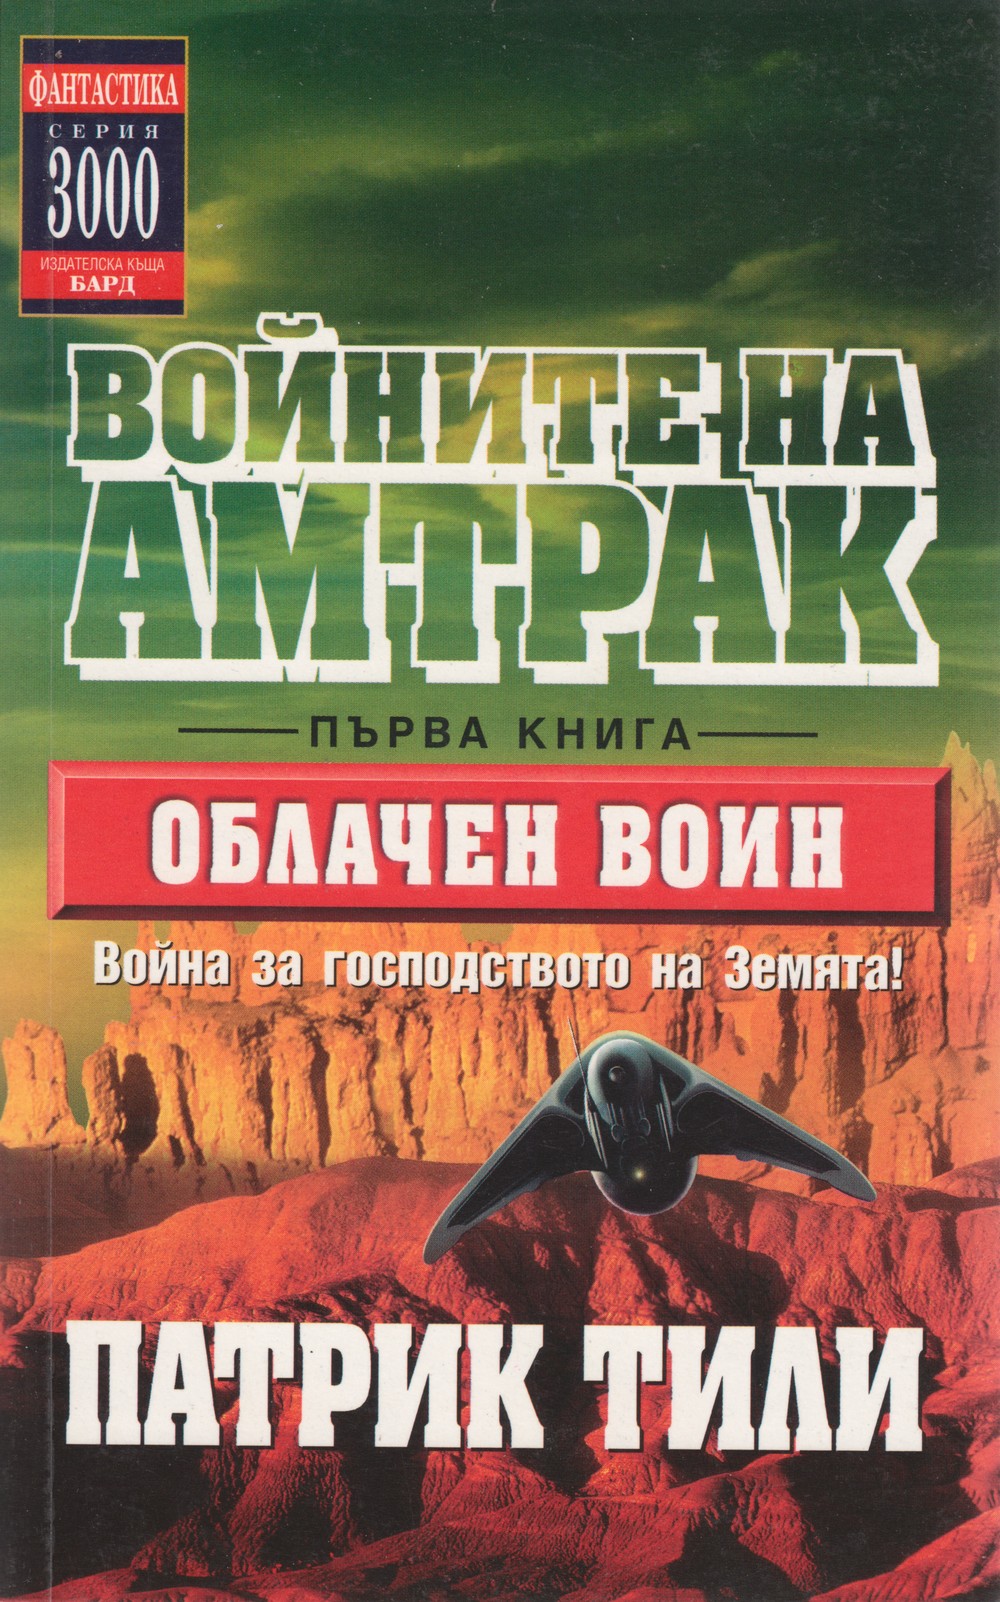 ФАНТАСТИКА
СЕРИЯ
3000
ИЗДАТЕЛСКА КЪЩА
БАРД
ВОЙНИТЕ НА
АМТРАК
ПЪРВА КНИГА
ОБЛАЧЕН ВОИН
Война за господството на Земята!
ПАТРИК ТИЛИ